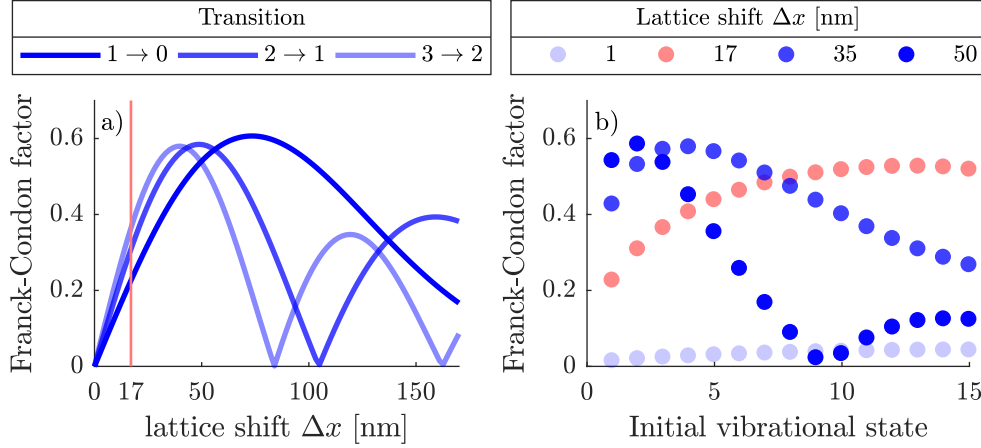 Transition
1 → 0 2 → 1 3 → 2
Lattice shift Δx [nm]
1 17 35 50
a)
Franck-Condon factor
0.6
0.4
0.2
0
0 17 50 100 150
lattice shift Δx [nm]
b)
Franck-Condon factor
0.6
0.4
0.2
0
0 5 10 15
Initial vibrational state